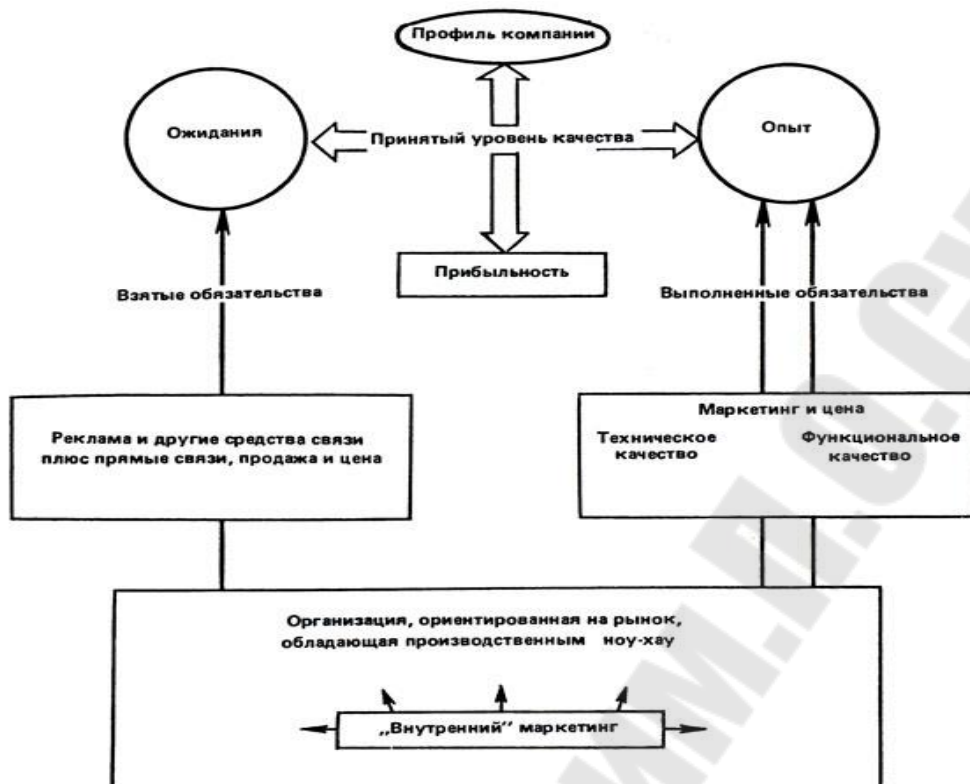 Профиль компании
Ожидания
Принятый уровень качества
Опыт
Прибыльность
Взятые обязательства
Выполненные обязательства
Реклама и другие средства связи
плюс прямые связи, продажа и цена
Маркетинг и цена
Техническое
качество
Функциональное
качество
Организация, ориентированная на рынок,
обладающая производственным ноу-хау
„Внутренний" маркетинг